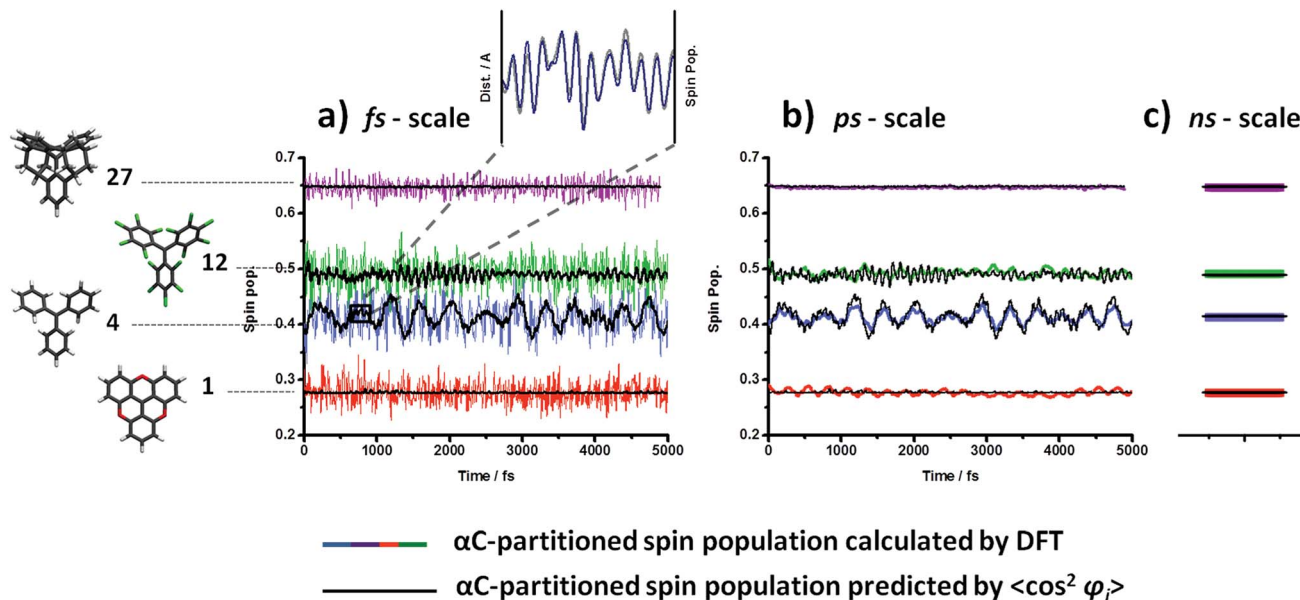 Dist. / A
Spin Pop.
a) fs - scale
b) ps - scale
c) ns - scale
27
12
4
1
Spin pop.
0.7
0.6
0.5
0.4
0.3
0.2
0
1000
2000
3000
4000
5000
Time / fs
Spin Pop.
0.7
0.6
0.5
0.4
0.3
0.2
0
1000
2000
3000
4000
5000
Time / fs
αC-partitioned spin population calculated by DFT
αC-partitioned spin population predicted by <cos² φᵢ>